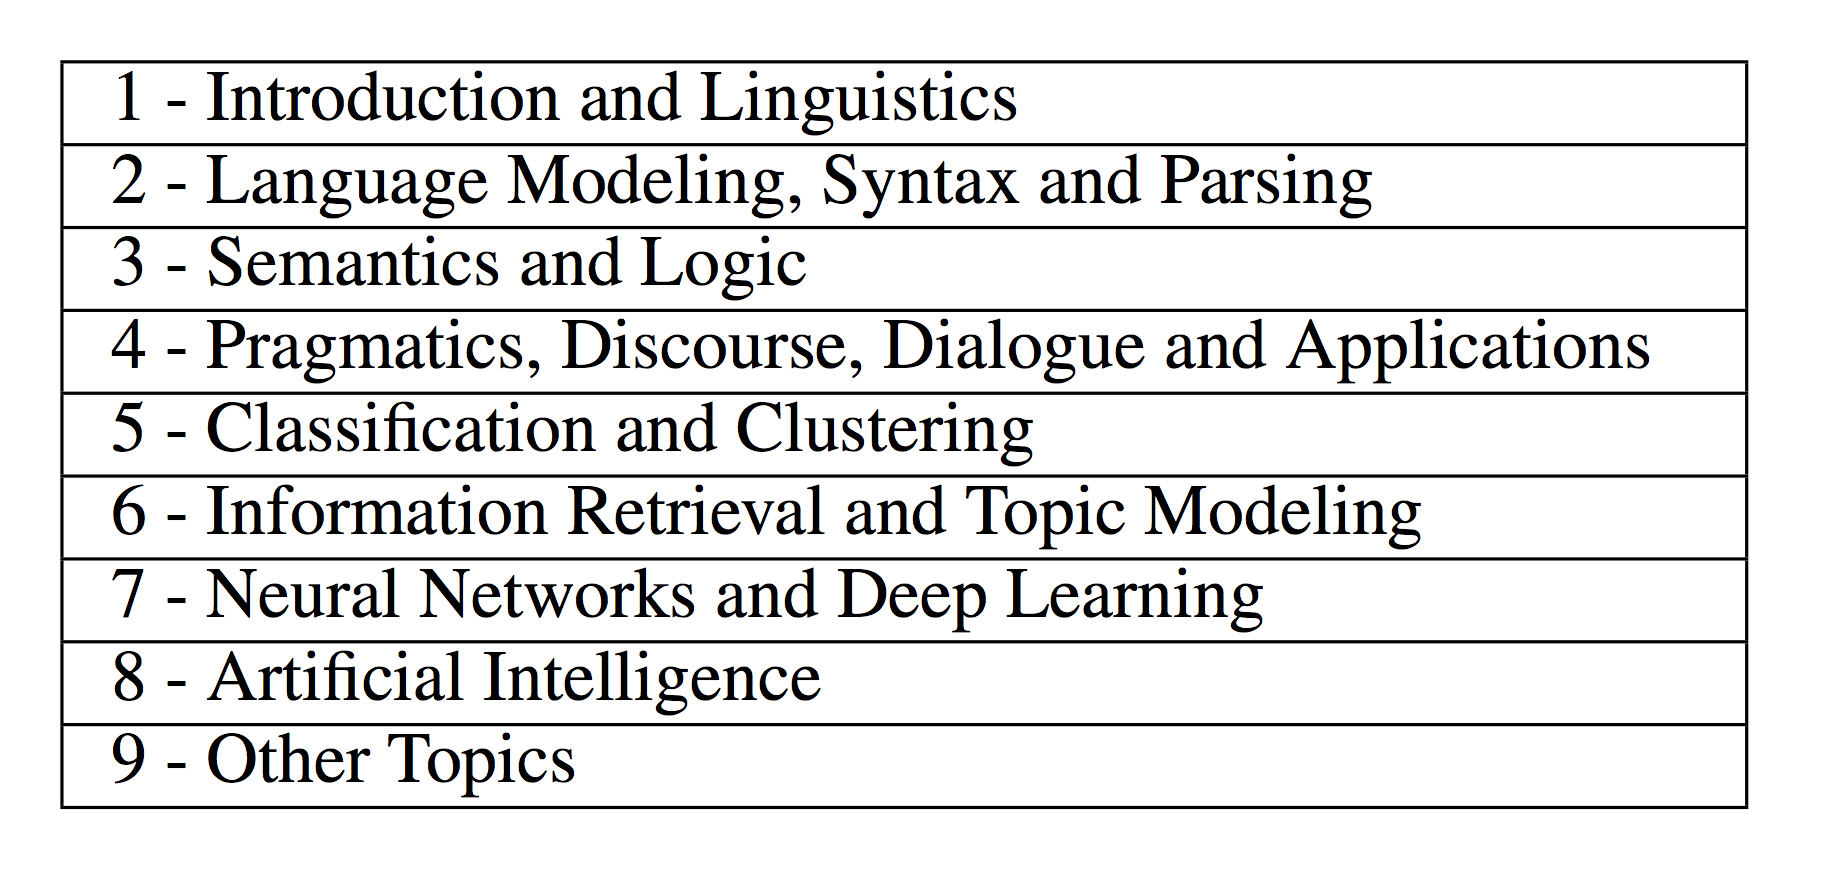 1 - Introduction and Linguistics
2 - Language Modeling, Syntax and Parsing
3 - Semantics and Logic
4 - Pragmatics, Discourse, Dialogue and Applications
5 - Classification and Clustering
6 - Information Retrieval and Topic Modeling
7 - Neural Networks and Deep Learning
8 - Artificial Intelligence
9 - Other Topics